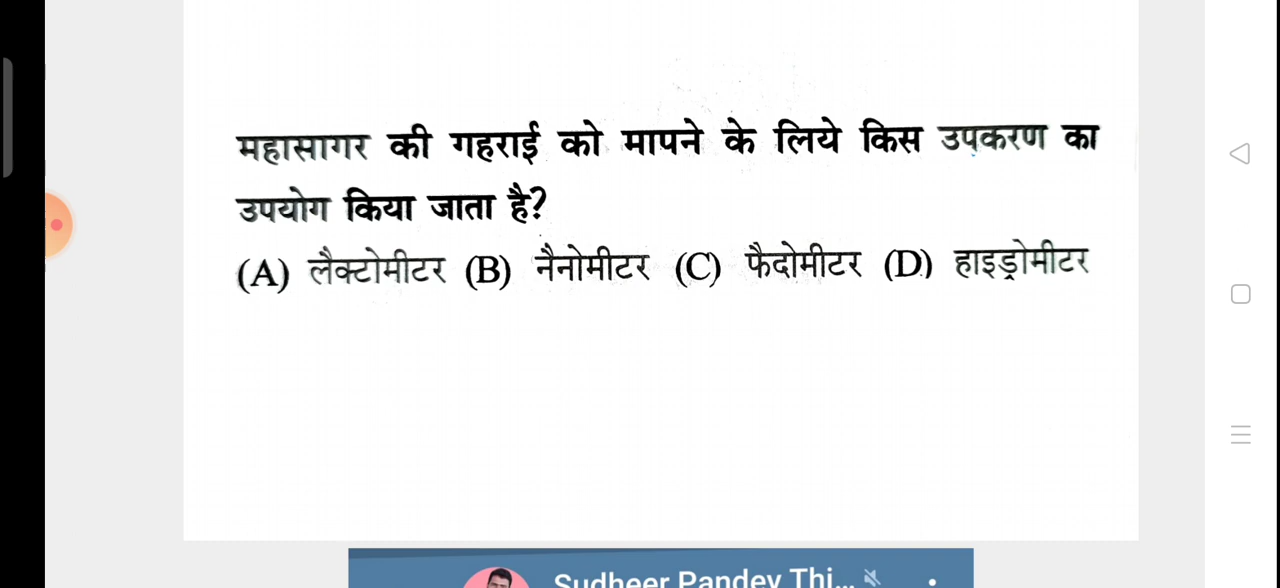 महासागर की गहराई को मापने के लिये किस उपकरण का
उपयोग किया जाता है?
(A) लैक्टोमीटर (B) नैनोमीटर (C) फैदोमीटर (D) हाइड्रोमीटर
Sudheer Pandey Thi...